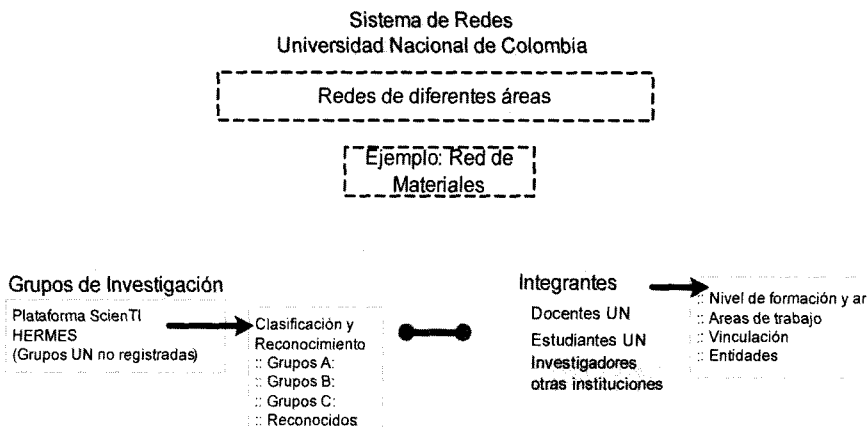 Sistema de Redes
Universidad Nacional de Colombia
Redes de diferentes áreas
Ejemplo: Red de
Materiales
Grupos de Investigación
Plataforma ScienTI
HERMES
(Grupos UN no registradas)
Clasificación y
Reconocimiento
:: Grupos A:
:: Grupos B:
:: Grupos C:
:: Reconocidos
Integrantes
Docentes UN
Estudiantes UN
Investigadores
otras instituciones
:: Nivel de formación y ar
:: Areas de trabajo
:: Vinculación
:: Entidades